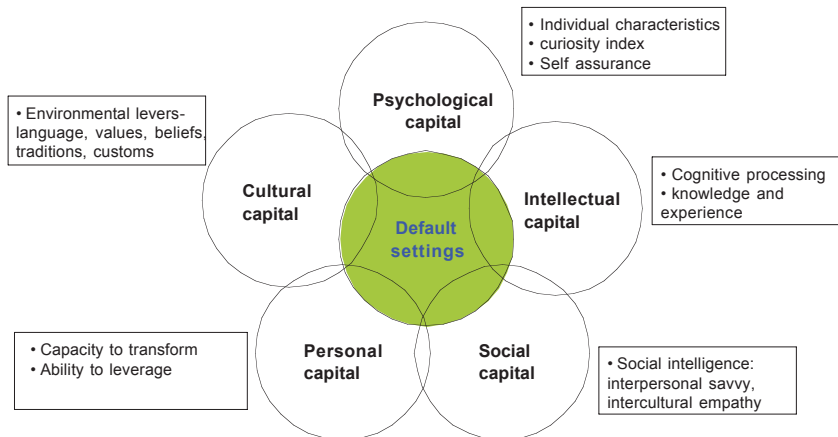 • Individual characteristics
• curiosity index
• Self assurance
Psychological
capital
• Environmental levers-
language, values, beliefs,
traditions, customs
Cultural
capital
Intellectual
capital
• Cognitive processing
• knowledge and
experience
Default
settings
• Capacity to transform
• Ability to leverage
Personal
capital
Social
capital
• Social intelligence:
interpersonal savvy,
intercultural empathy